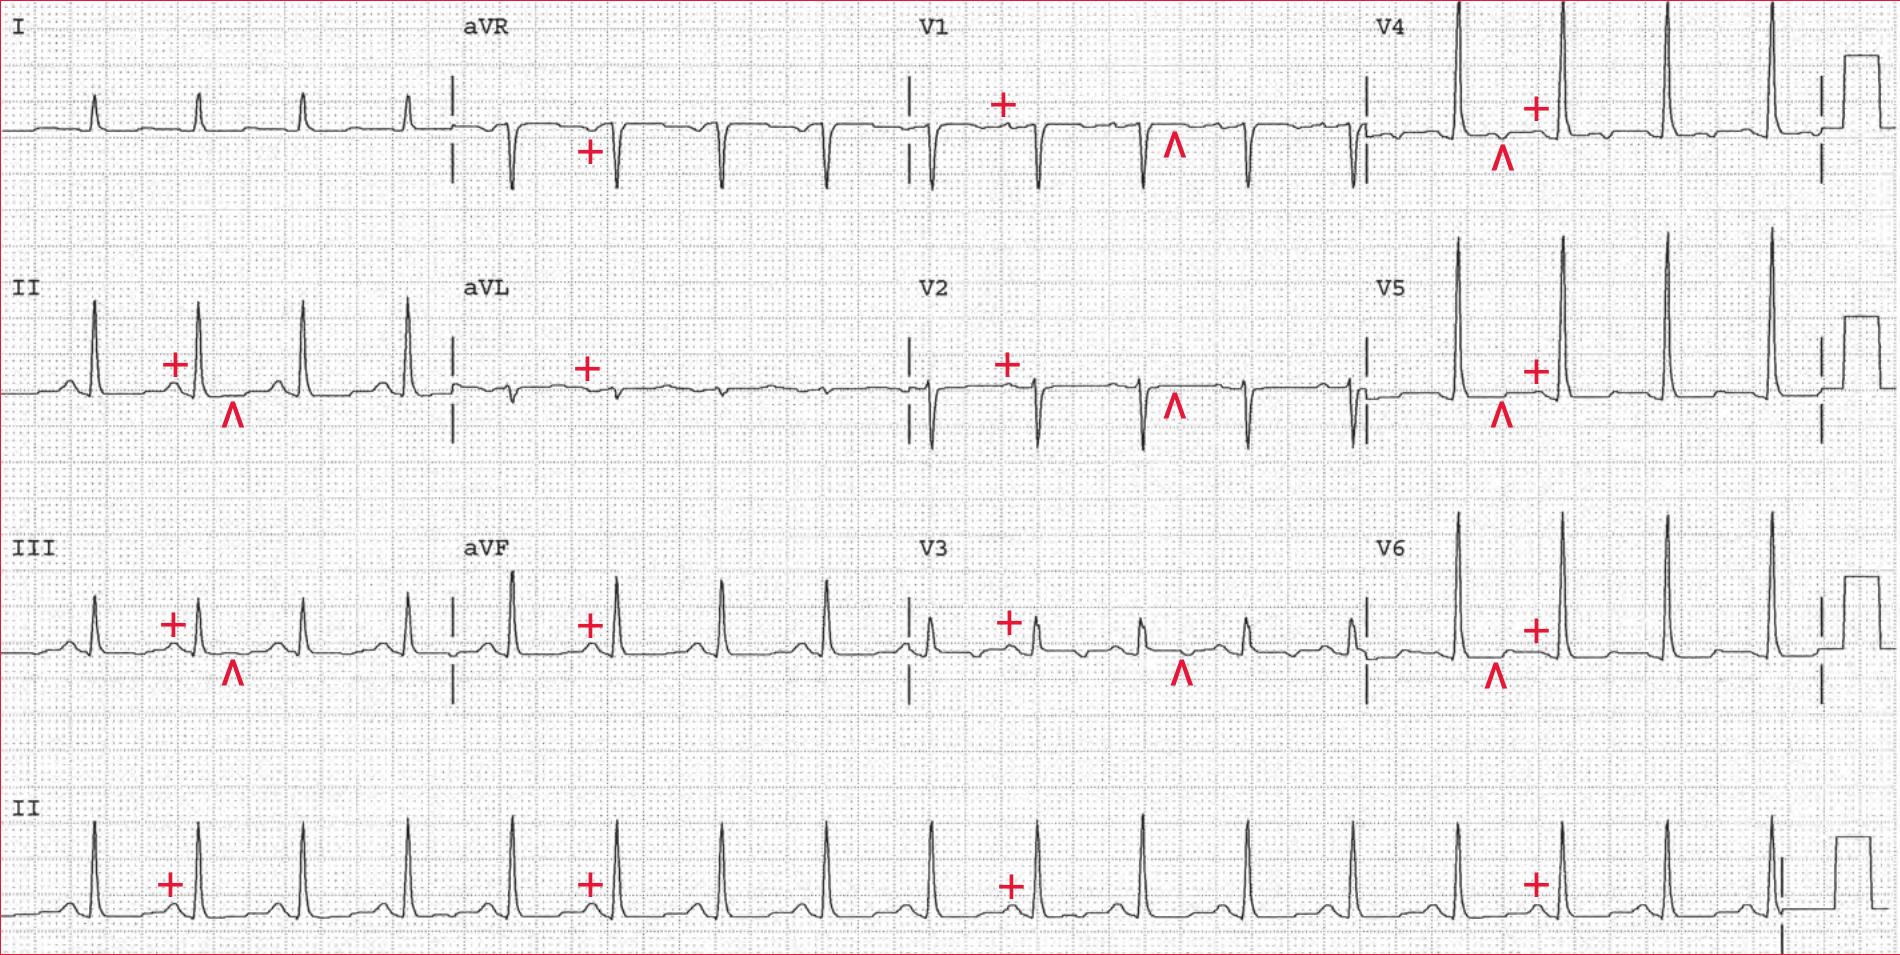 I aVR V1 V4
+ + +
^ ^
II aVL V2 V5
+ + + +
^ ^ ^
III aVF V3 V6
+ + + +
^ ^ ^
II
+ + + +